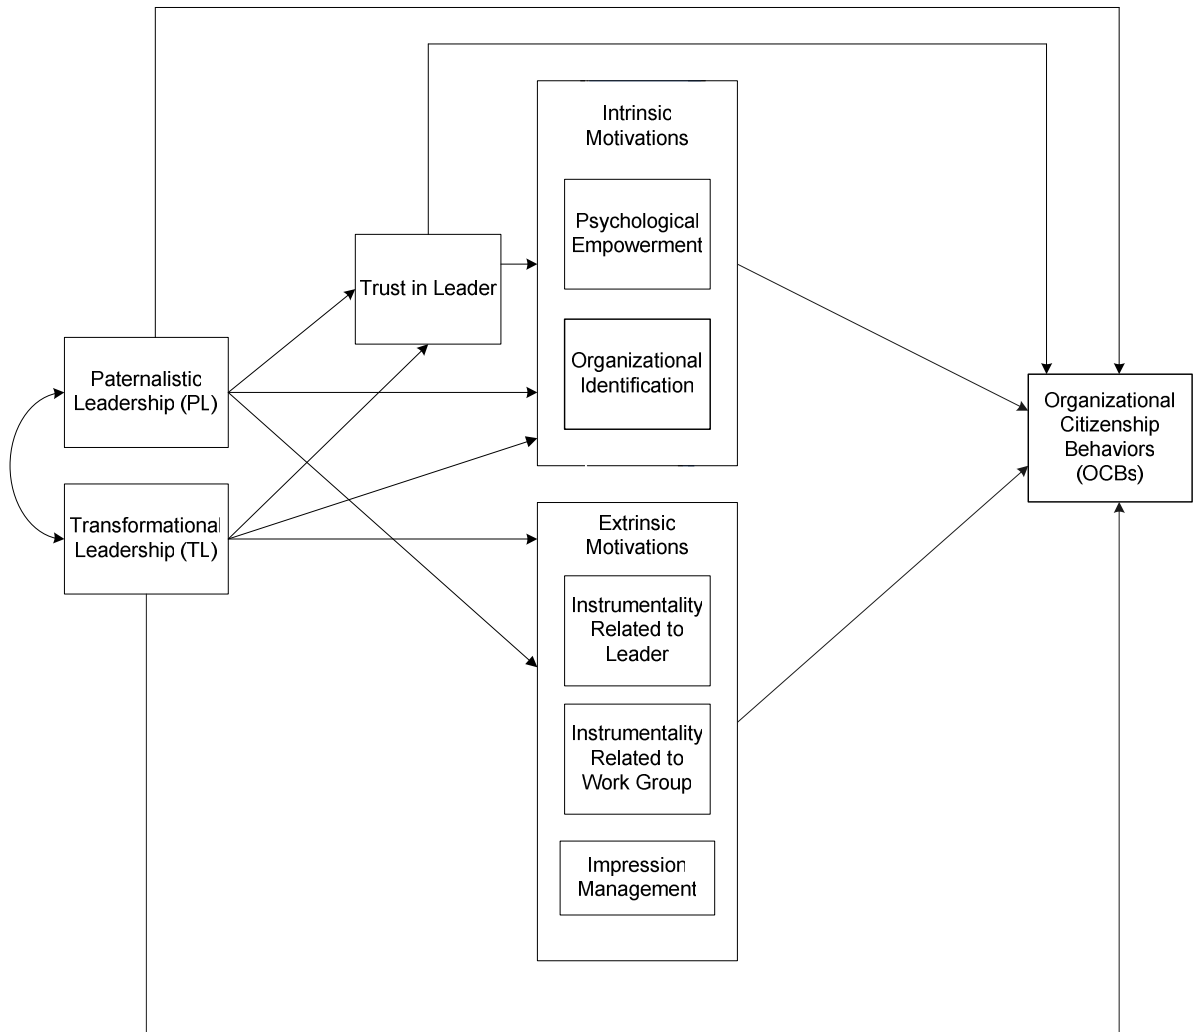 Intrinsic
Motivations
Psychological
Empowerment
Trust in Leader
Organizational
Identification
Paternalistic
Leadership (PL)
Transformational
Leadership (TL)
Extrinsic
Motivations
Instrumentality
Related to
Leader
Instrumentality
Related to
Work Group
Impression
Management
Organizational
Citizenship
Behaviors
(OCBs)